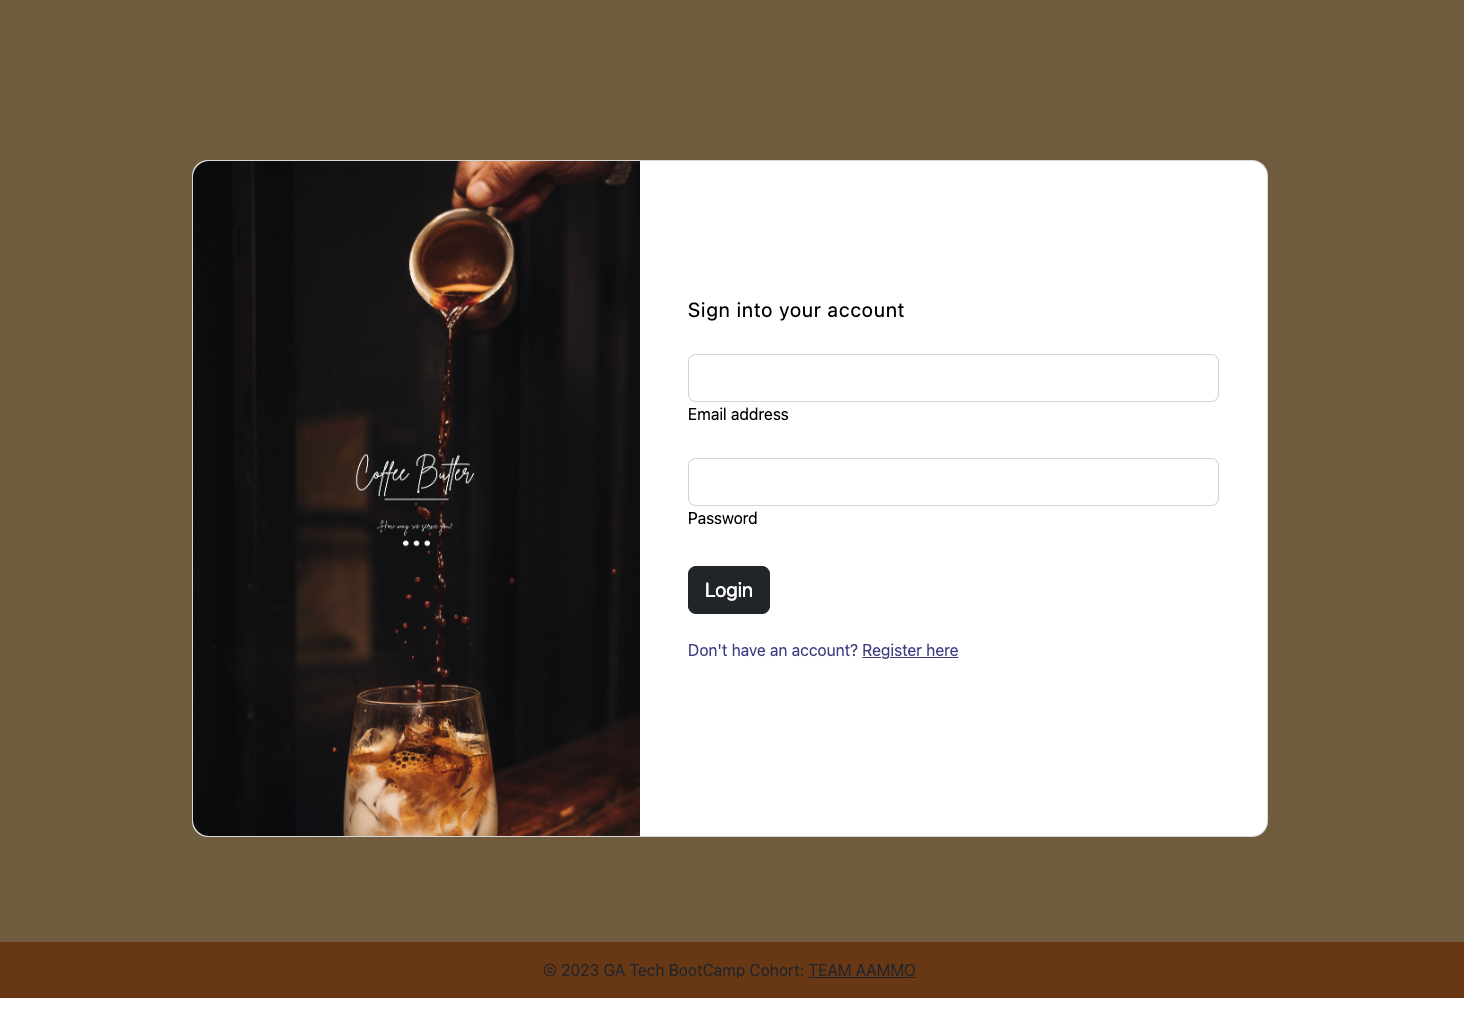 Coffee Butter
How may we serve you?
Sign into your account
Email address
Password
Login
Don't have an account? Register here
© 2023 GA Tech BootCamp Cohort: TEAM AAMMO